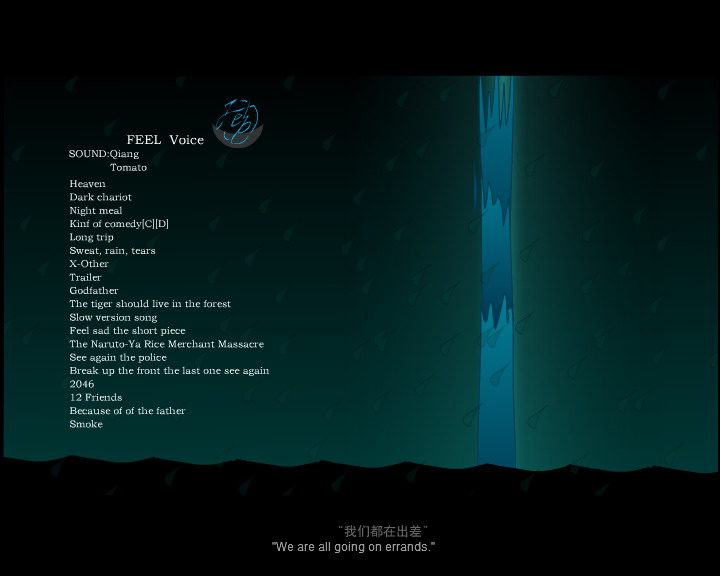 FEEL Voice
SOUND:Qiang
Tomato
Heaven
Dark chariot
Night meal
Kinf of comedy[C][D]
Long trip
Sweat, rain, tears
X-Other
Trailer
Godfather
The tiger should live in the forest
Slow version song
Feel sad the short piece
The Naruto-Ya Rice Merchant Massacre
See again the police
Break up the front the last one see again
2046
12 Friends
Because of of the father
Smoke
“我们都在出差”
"We are all going on errands."